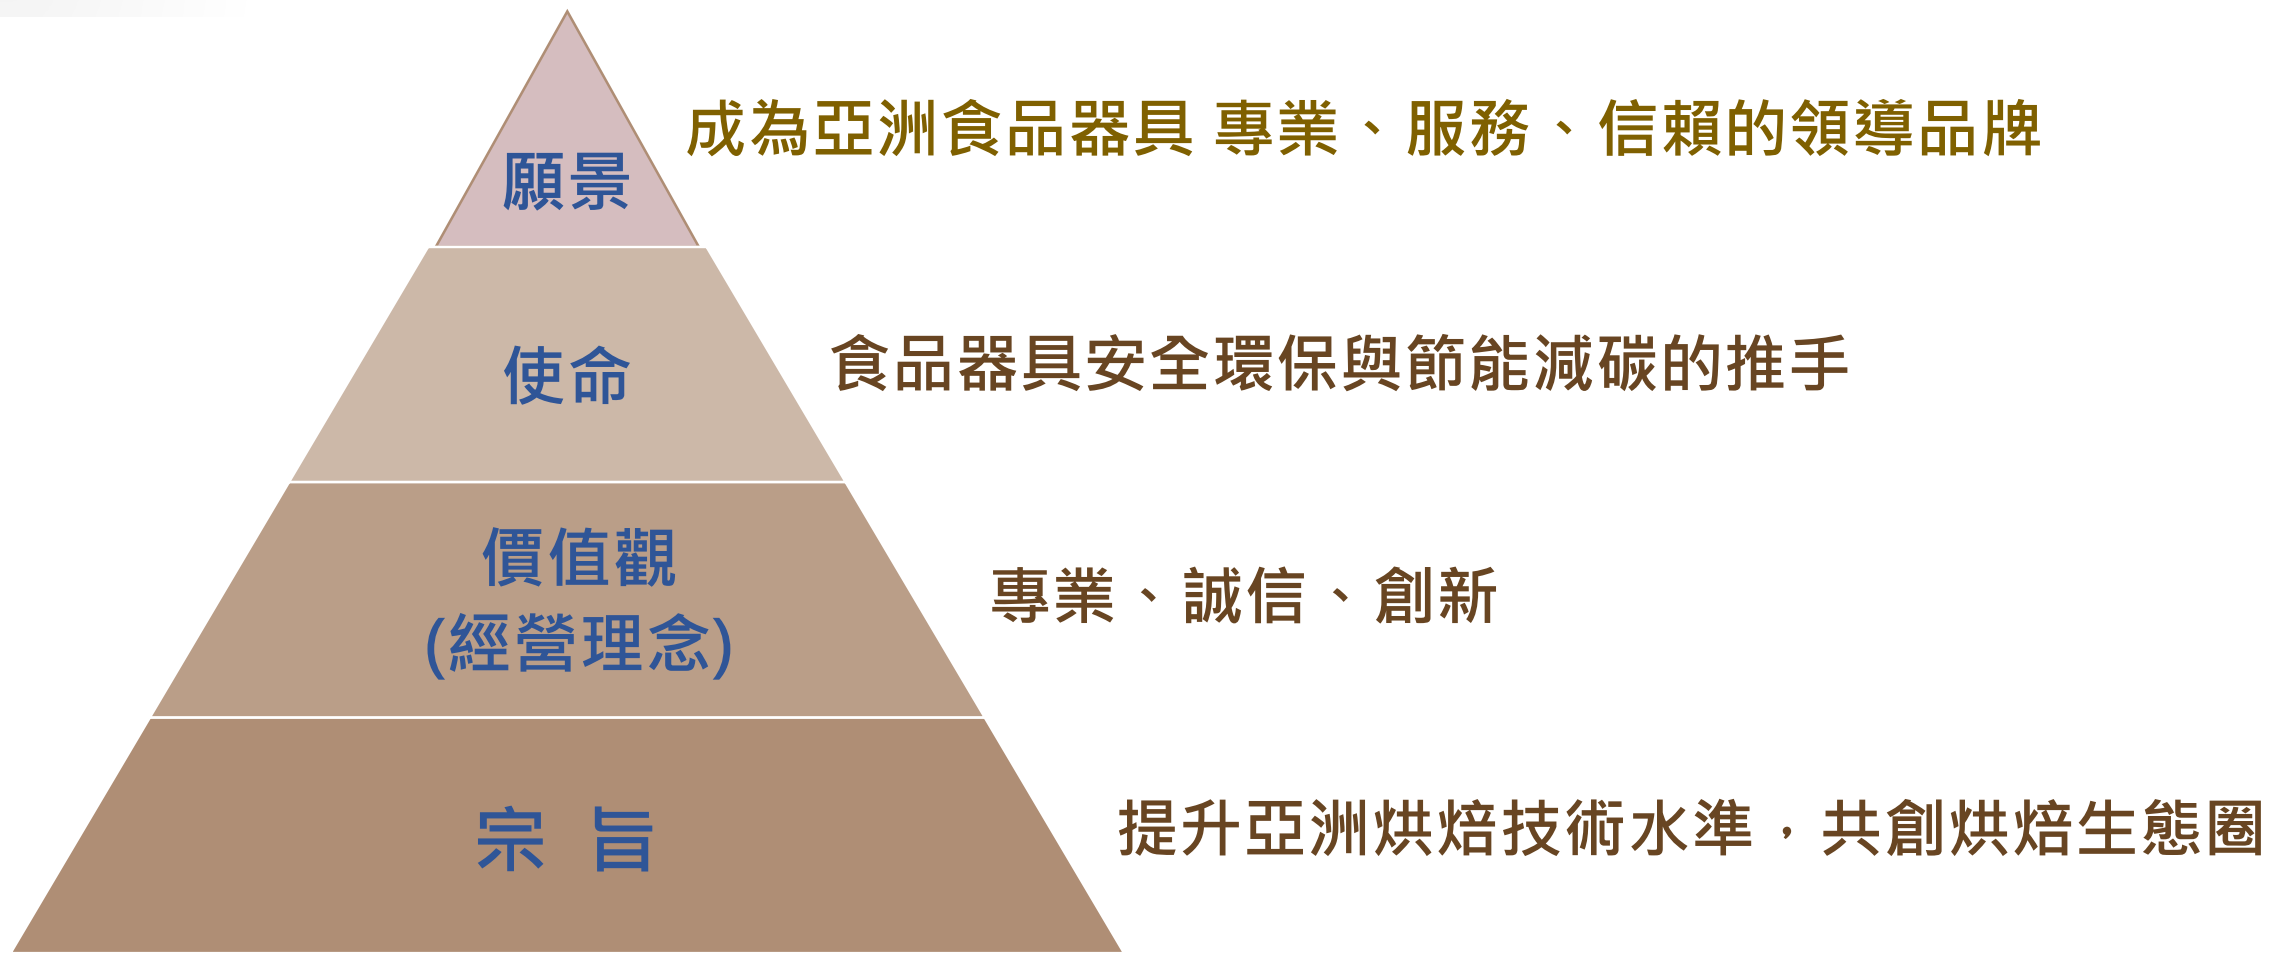 願景
成為亞洲食品器具 專業、服務、信賴的領導品牌
使命
食品器具安全環保與節能減碳的推手
價值觀
(經營理念)
專業、誠信、創新
宗 旨
提升亞洲烘焙技術水準，共創烘焙生態圈